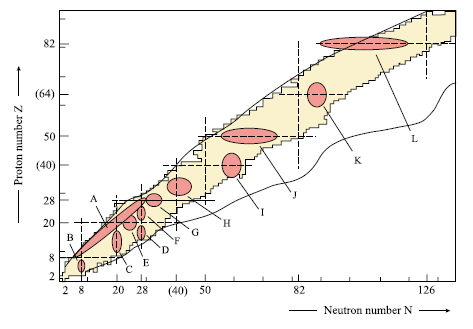 Proton number Z
82
(64)
50
(40)
28
20
8
2
A
B
C
D
E
F
G
H
I
J
K
L
2 8 20 28 (40) 50 82 126
Neutron number N